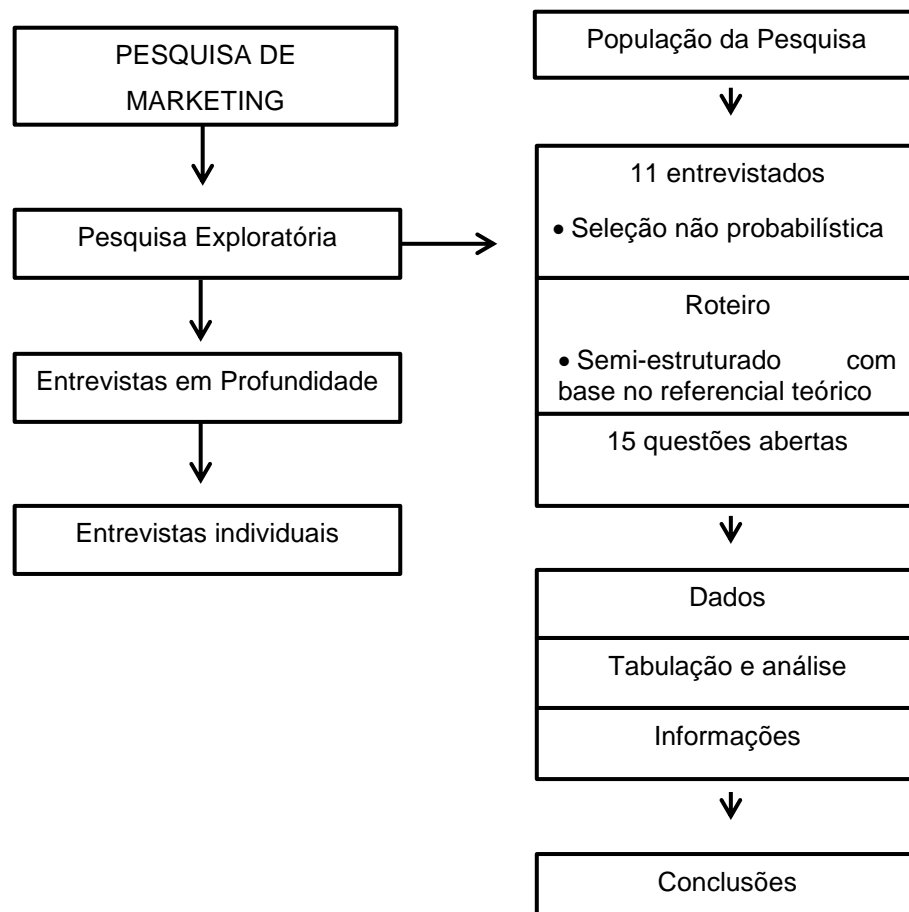 PESQUISA DE
MARKETING
Pesquisa Exploratória
Entrevistas em Profundidade
Entrevistas individuais
População da Pesquisa
11 entrevistados
• Seleção não probabilística
Roteiro
• Semi-estruturado com
base no referencial teórico
15 questões abertas
Dados
Tabulação e análise
Informações
Conclusões